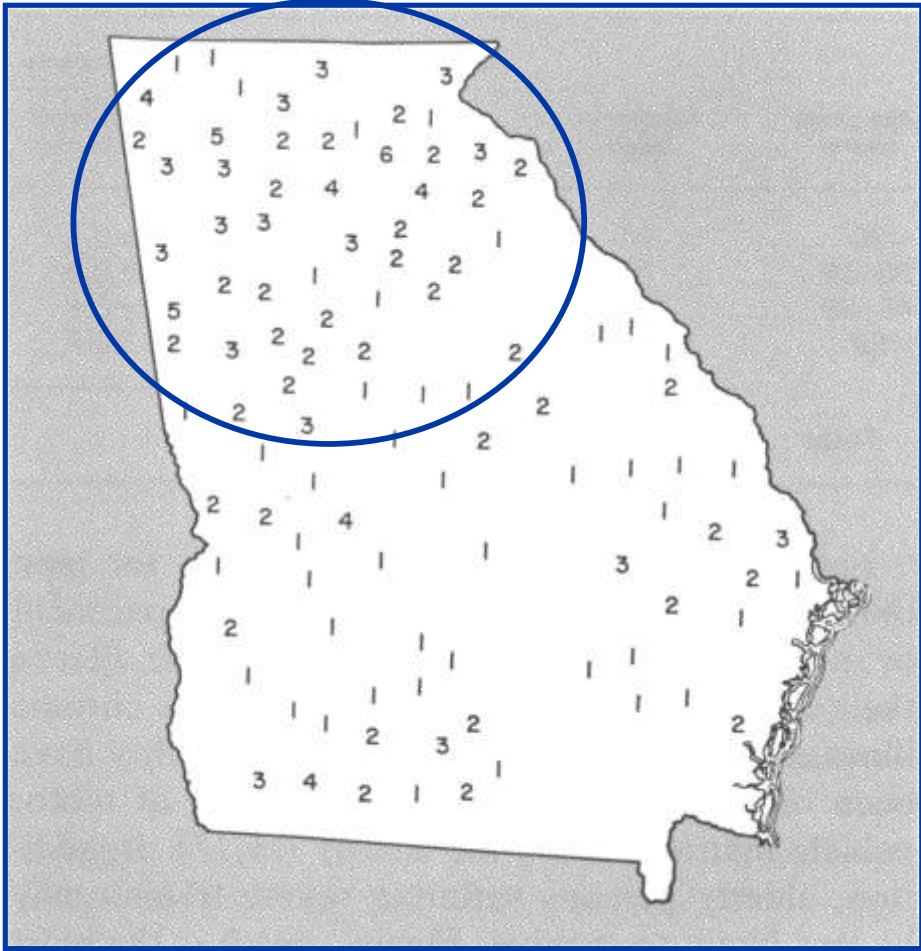 1 1 3 3
4 1 3
2 1
2 5 2 2 1
6 2 3
3 3 2
2 4 4 2
3 3 2
3 3 1
2 2
2 2 1 1 2
5 2
1 1
2 3 2 2 2 2 1
2 1 1 1 2
1 2 2
3 1 2
1
1 1 1 1
1 1
2 2 4 1
1 2 3
1 1 1 3
1 2 1
2 1
2 1 1
1 1 1
1 1
1 1 1
1 1 2 2
2 3
1
3 4 2 1 2